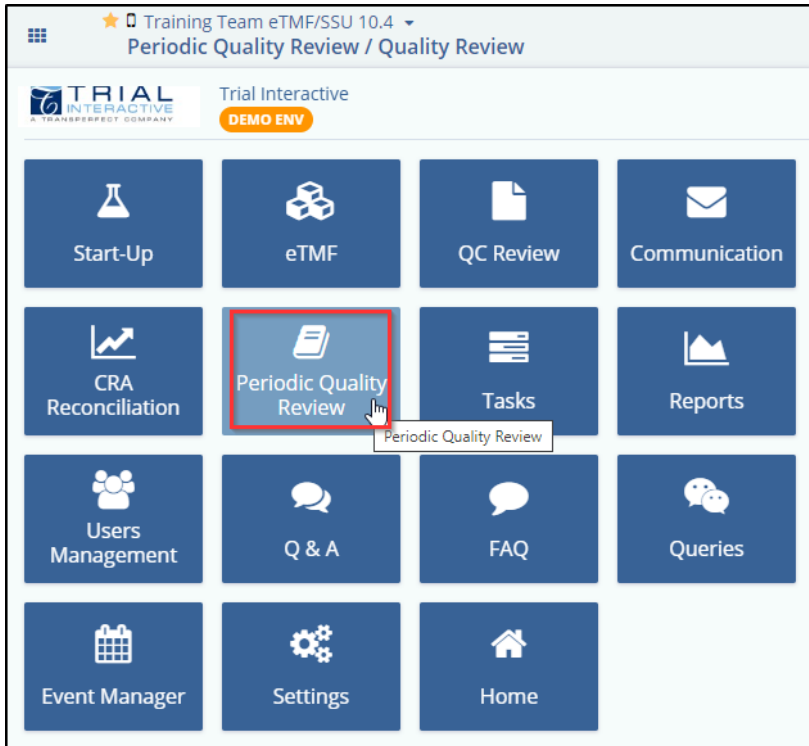 Training Team eTMF/SSU 10.4
Periodic Quality Review / Quality Review
TRIAL
INTERACTIVE
A TRANSPERFECT COMPANY
Trial Interactive
DEMO ENV
Start-Up
eTMF
QC Review
Communication
CRA
Reconciliation
Periodic Quality
Review
Tasks
Reports
Periodic Quality Review
Users
Management
Q & A
FAQ
Queries
Event Manager
Settings
Home